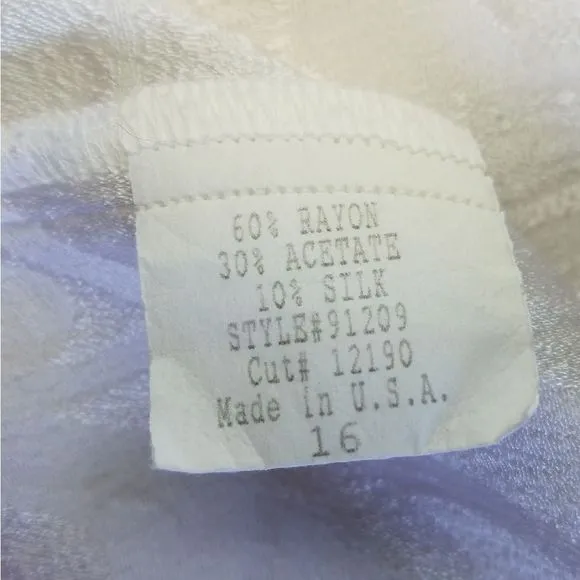 60% RAYON
30% ACETATE
10% SILK
STYLE#91209
Cut# 12190
Made in U.S.A.
16